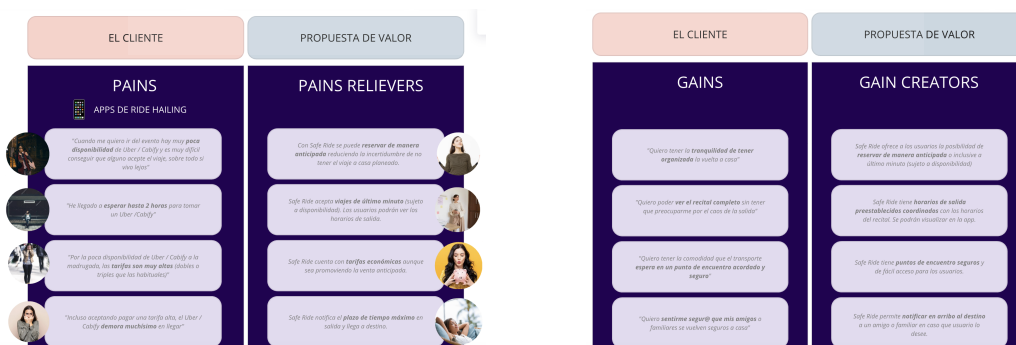 EL CLIENTE
PROPUESTA DE VALOR
PAINS
APPS DE RIDE HAILING
"Cuando me quiero ir del evento hay muy poca
disponibilidad de Uber / Cabify y es muy difícil
conseguir que alguno acepte el viaje, sobre todo si
vivo lejos"
"He llegado a esperar hasta 2 horas para tomar
un Uber /Cabify"
"Por la poca disponibilidad de Uber / Cabify a la
madrugada, las tarifas son muy altas (dobles o
triples que las habituales)"
"Incluso aceptando pagar una tarifa alta, el Uber /
Cabify demora muchísimo en llegar"
PAINS RELIEVERS
Con Safe Ride se puede reservar de manera
anticipada reduciendo la incertidumbre de no
tener el viaje a casa planeado.
Safe Ride acepta viajes de último minuto (sujeto
a disponibilidad). Los usuarios podrán ver los
horarios de salida.
Safe Ride cuenta con tarifas económicas aunque
sea promoviendo la venta anticipada.
Safe Ride notifica el plazo de tiempo máximo en
salida y llega a destino.
EL CLIENTE
PROPUESTA DE VALOR
GAINS
"Quiero tener la tranquilidad de tener
organizada la vuelta a casa"
"Quiero poder ver el recital completo sin tener
que preocuparme por el caos de la salida"
"Quiero tener la comodidad que el transporte
espera en un punto de encuentro acordado y
seguro"
"Quiero sentirme segur@ que mis amigos o
familiares se vuelven seguros a casa"
GAIN CREATORS
Safe Ride ofrece a los usuarios la posibilidad de
reservar de manera anticipada o inclusive a
último minuto (sujeto a disponibilidad)
Safe Ride tiene horarios de salida
preestablecidos coordinados con los horarios
del recital. Se podrán visualizar en la app.
Safe Ride tiene puntos de encuentro seguros y
de fácil acceso para los usuarios.
Safe Ride permite notificar en arribo al destino
a un amigo o familiar en caso que usuario lo
desee.